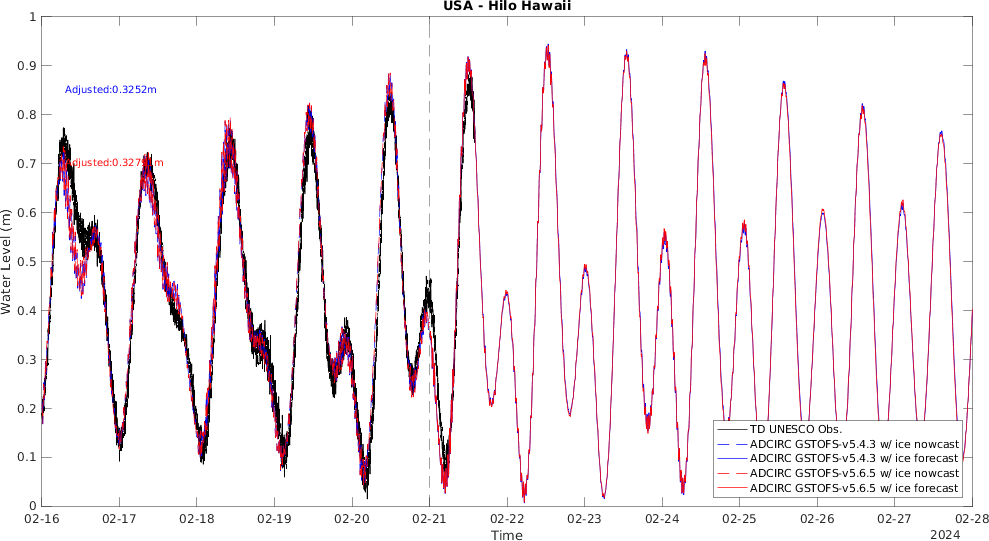 USA - Hilo Hawaii
Water Level (m)
1
0.9
0.8
0.7
0.6
0.5
0.4
0.3
0.2
0.1
0
Adjusted:0.3252m
TD UNESCO Obs.
ADCIRC GSTOFS-v5.4.3 w/ ice nowcast
ADCIRC GSTOFS-v5.4.3 w/ ice forecast
ADCIRC GSTOFS-v5.6.5 w/ ice nowcast
ADCIRC GSTOFS-v5.6.5 w/ ice forecast
02-16 02-17 02-18 02-19 02-20 02-21 02-22 02-23 02-24 02-25 02-26 02-27 02-28
Time
2024